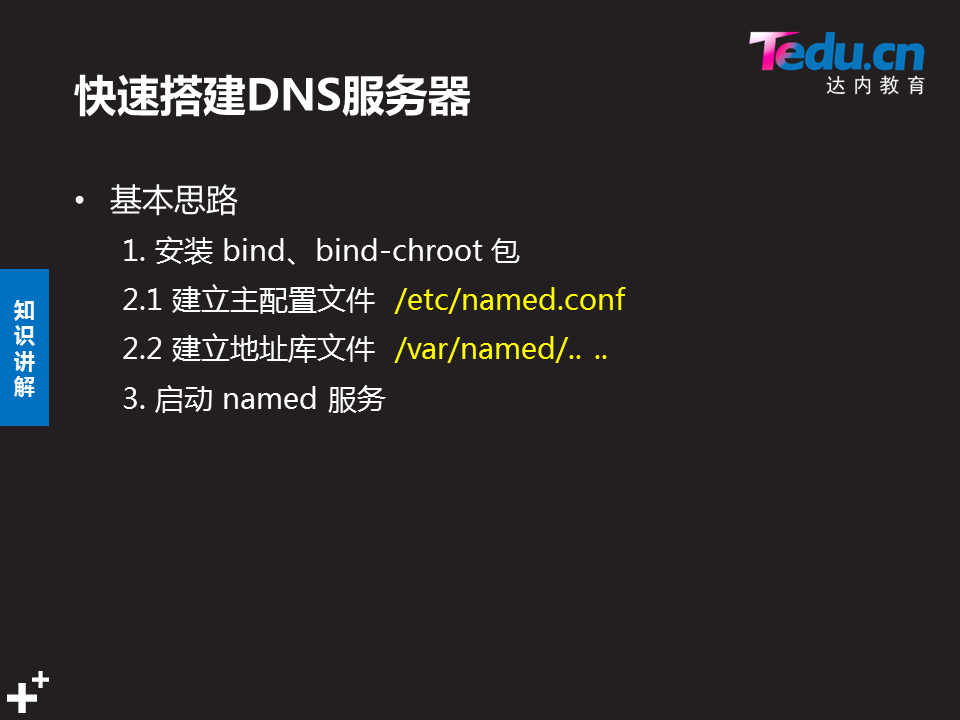 Tedu.cn
达内教育
快速搭建DNS服务器
• 基本思路
1. 安装 bind、bind-chroot 包
2.1 建立主配置文件 /etc/named.conf
2.2 建立地址库文件 /var/named/.. ..
3. 启动 named 服务
知识讲解